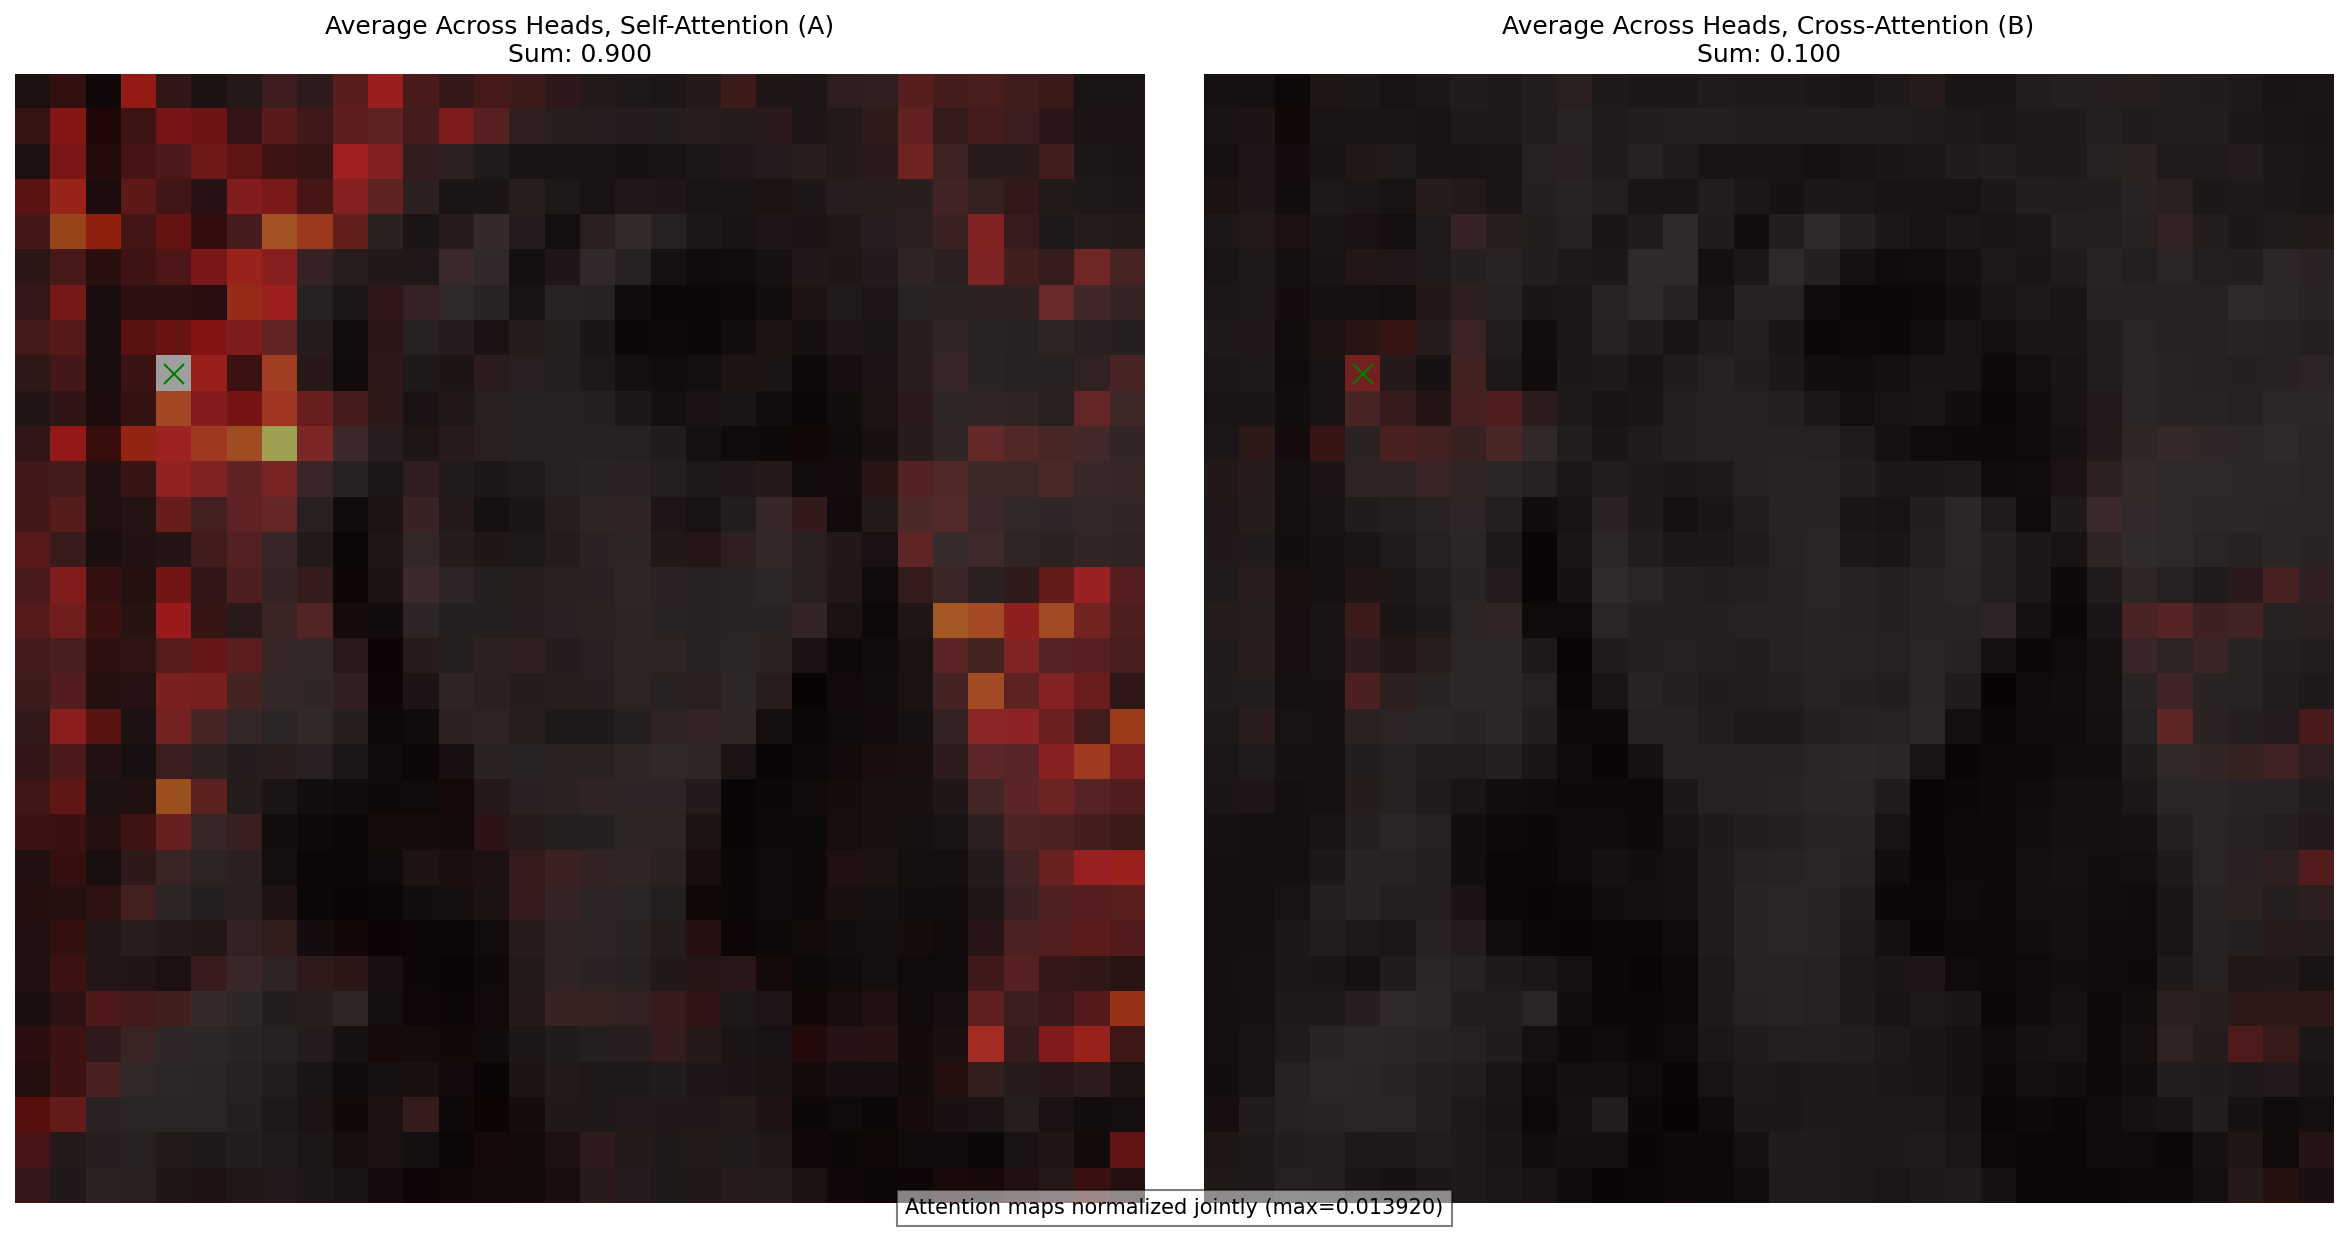 Average Across Heads, Self-Attention (A)
Sum: 0.900
Average Across Heads, Cross-Attention (B)
Sum: 0.100
Attention maps normalized jointly (max=0.013920)